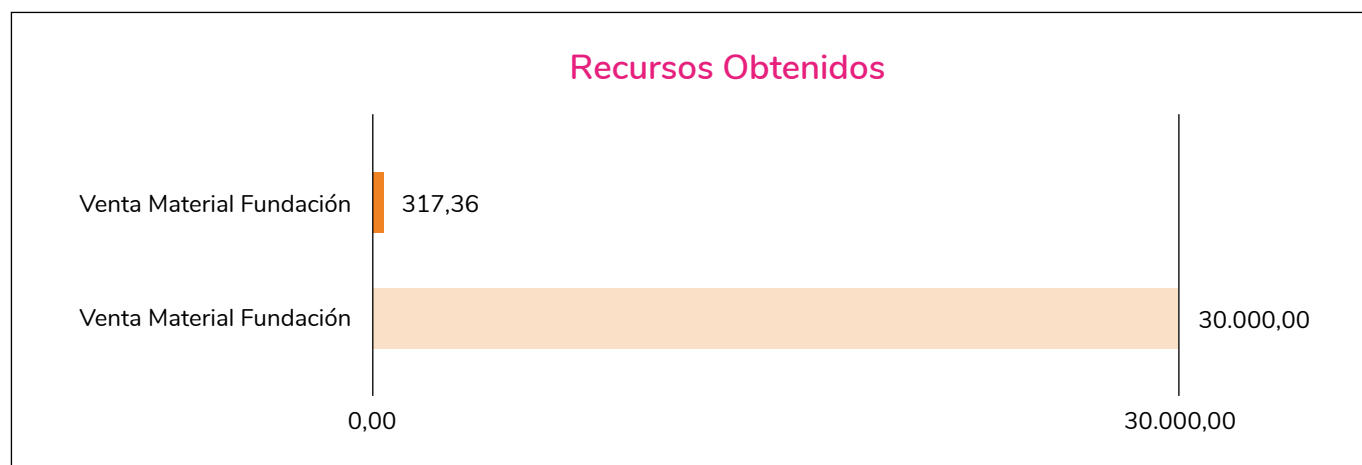 Recursos Obtenidos
Venta Material Fundación 317,36
Venta Material Fundación 30.000,00
0,00 30.000,00